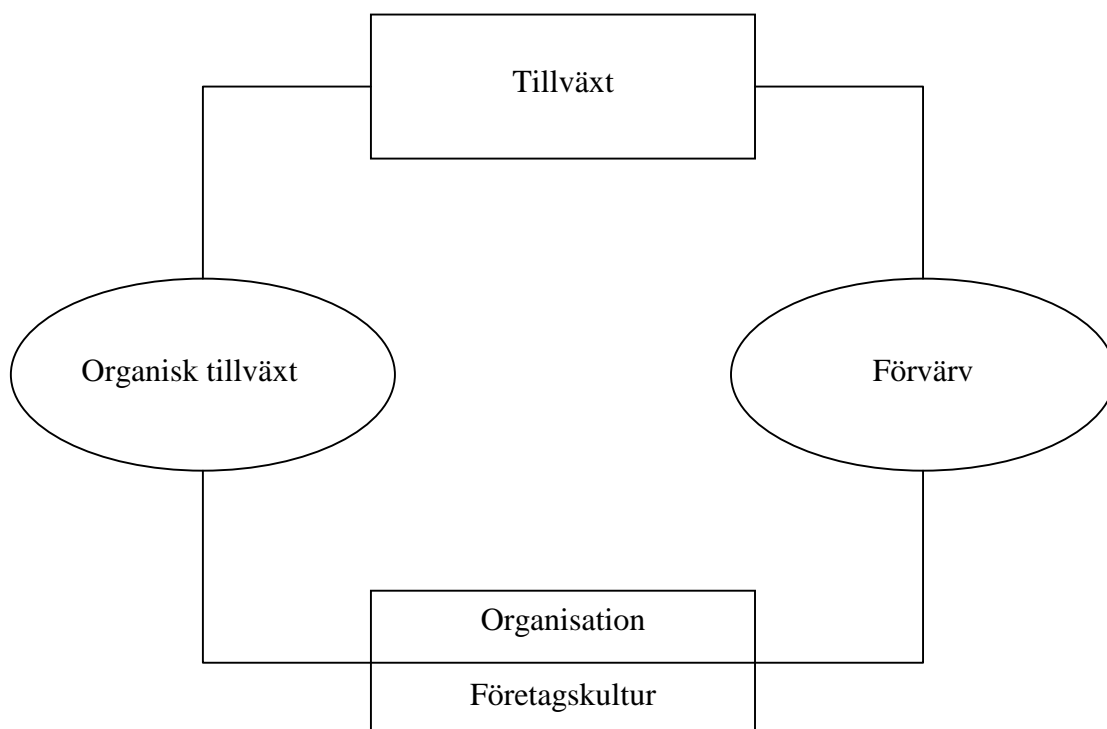 Tillväxt
Organisk tillväxt
Förvärv
Organisation
Företagskultur